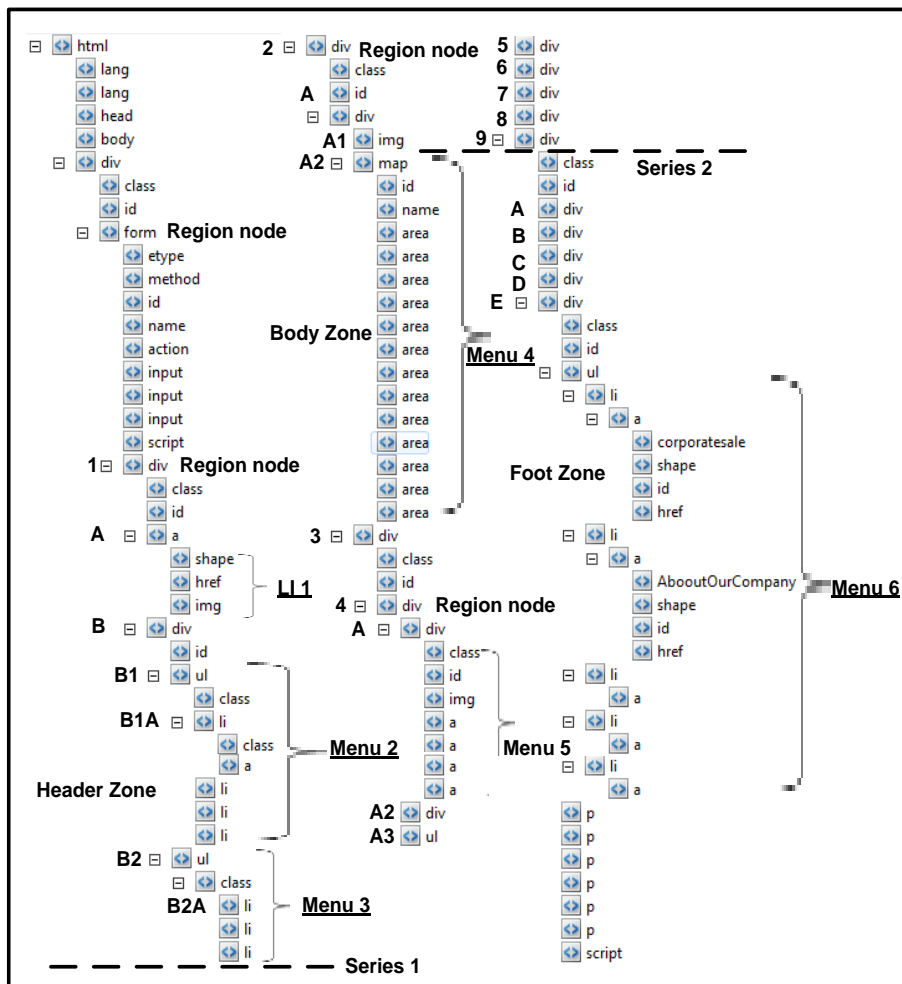 html
lang
lang
head
body
div
class
id
form Region node
etype
method
id
name
action
input
input
input
script
1 div Region node
class
id
A a
shape
href
img
LI 1
B div
id
B1 ul
class
B1A li
class
a
li
li
li
Menu 2
Header Zone
B2 ul
class
B2A li
li
li
Menu 3
Series 1
2 div Region node
class
A id
div
A1 img
A2 map
id
name
area
area
area
area
area
area
area
area
area
area
area
area
area
Body Zone
Menu 4
3 div
class
id
4 div Region node
A div
class
id
img
a
a
a
a
Menu 5
A2 div
A3 ul
5 div
6 div
7 div
8 div
9 div
Series 2
class
id
A div
B div
C div
D div
E div
class
id
ul
li
a
corporatesale
shape
id
href
Foot Zone
li
a
AbooutOurCompany
shape
id
href
Menu 6
li
a
li
a
li
a
p
p
p
p
p
p
script